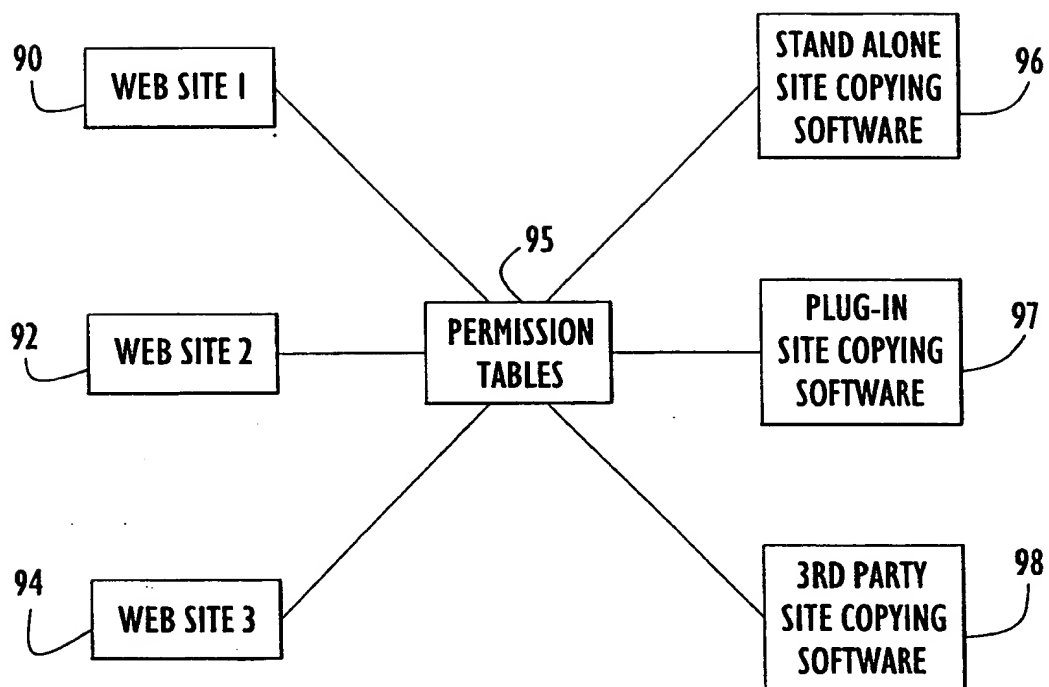 90
WEB SITE 1
STAND ALONE
SITE COPYING
SOFTWARE
96
95
92
WEB SITE 2
PERMISSION
TABLES
PLUG-IN
SITE COPYING
SOFTWARE
97
94
WEB SITE 3
3RD PARTY
SITE COPYING
SOFTWARE
98